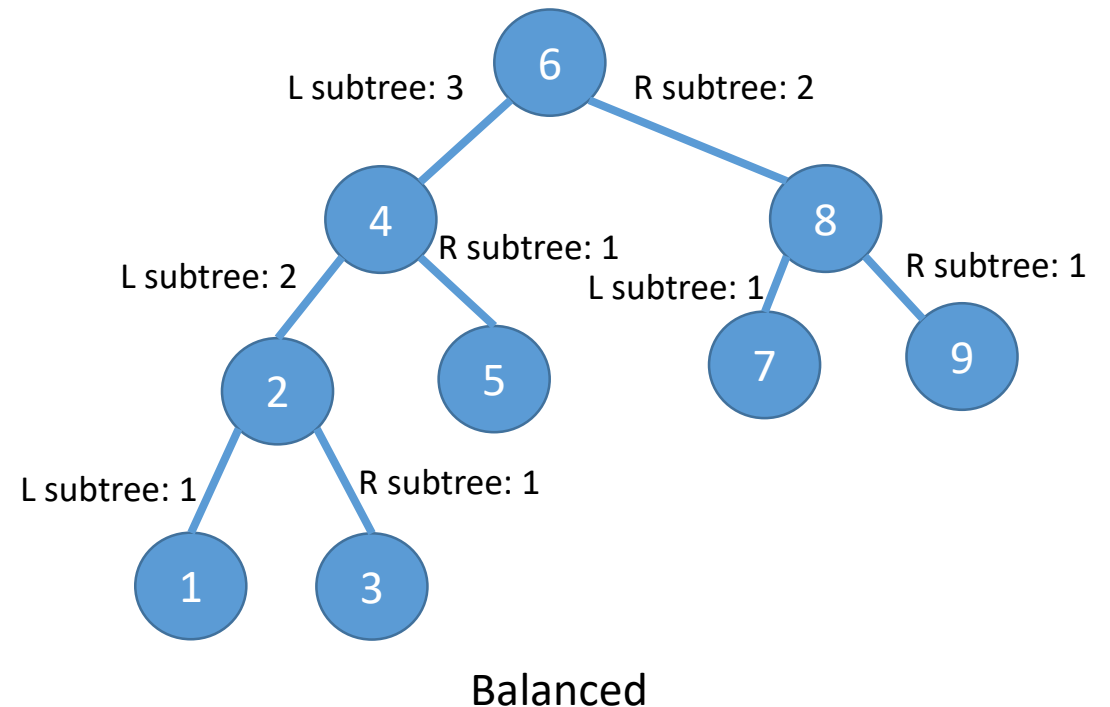 6
L subtree: 3
R subtree: 2
4
8
L subtree: 2
R subtree: 1
L subtree: 1
R subtree: 1
2
5
7
9
L subtree: 1
R subtree: 1
1
3
Balanced